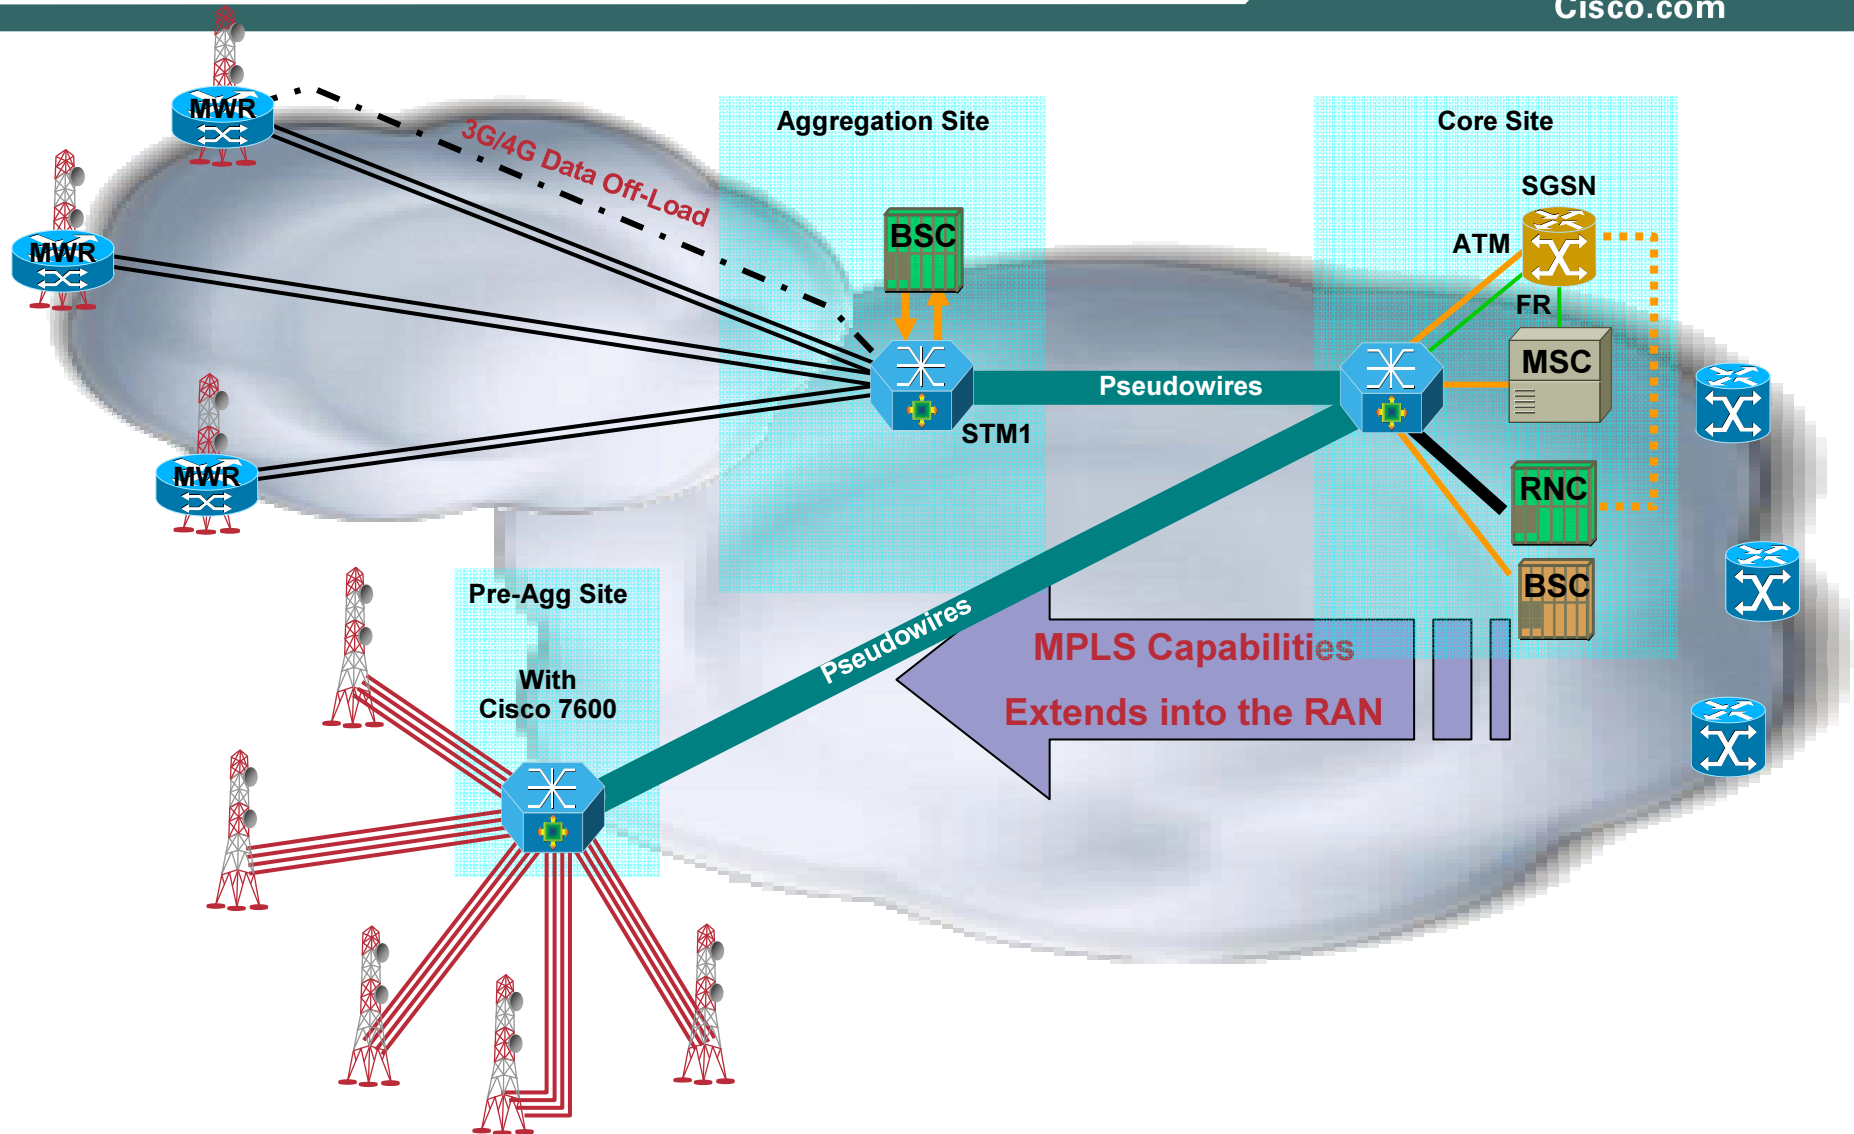 Cisco.com
MWR
3G/4G Data Off-Load
Aggregation Site
Core Site
SGSN
MWR
BSC
ATM
FR
MSC
Pseudowires
STM1
MWR
RNC
BSC
Pre-Agg Site
With
Cisco 7600
Pseudowires
MPLS Capabilities
Extends into the RAN